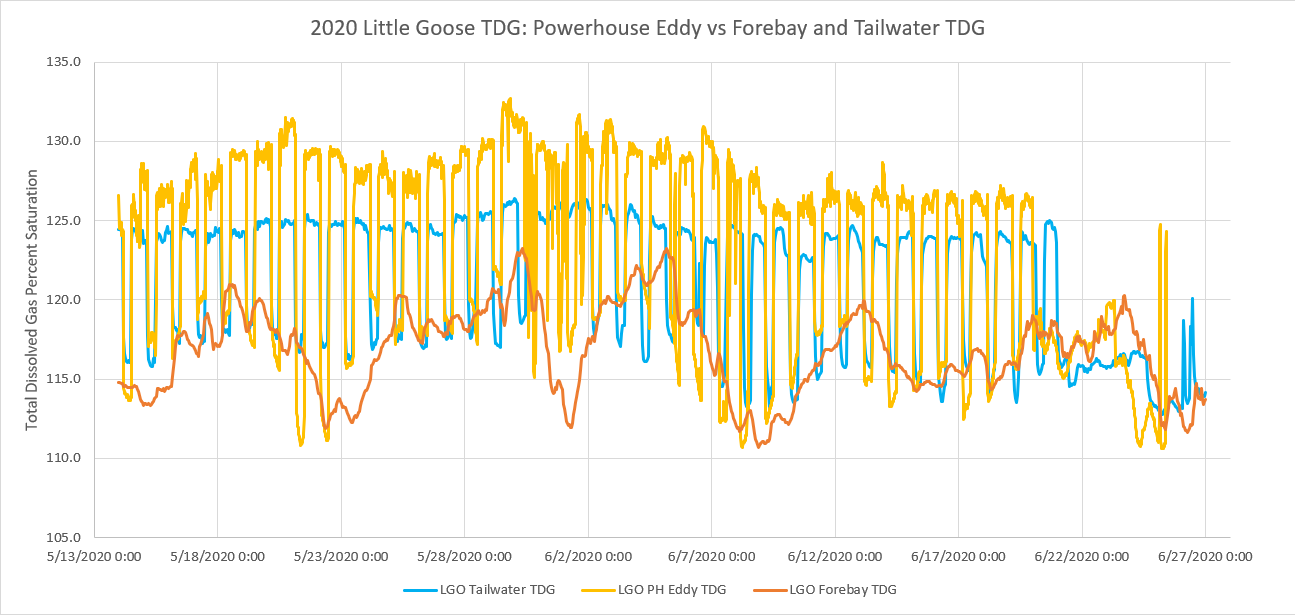 2020 Little Goose TDG: Powerhouse Eddy vs Forebay and Tailwater TDG
Total Dissolved Gas Percent Saturation
135.0
130.0
125.0
120.0
115.0
110.0
105.0
5/13/2020 0:00 5/18/2020 0:00 5/23/2020 0:00 5/28/2020 0:00 6/2/2020 0:00 6/7/2020 0:00 6/12/2020 0:00 6/17/2020 0:00 6/22/2020 0:00 6/27/2020 0:00
LGO Tailwater TDG LGO PH Eddy TDG LGO Forebay TDG